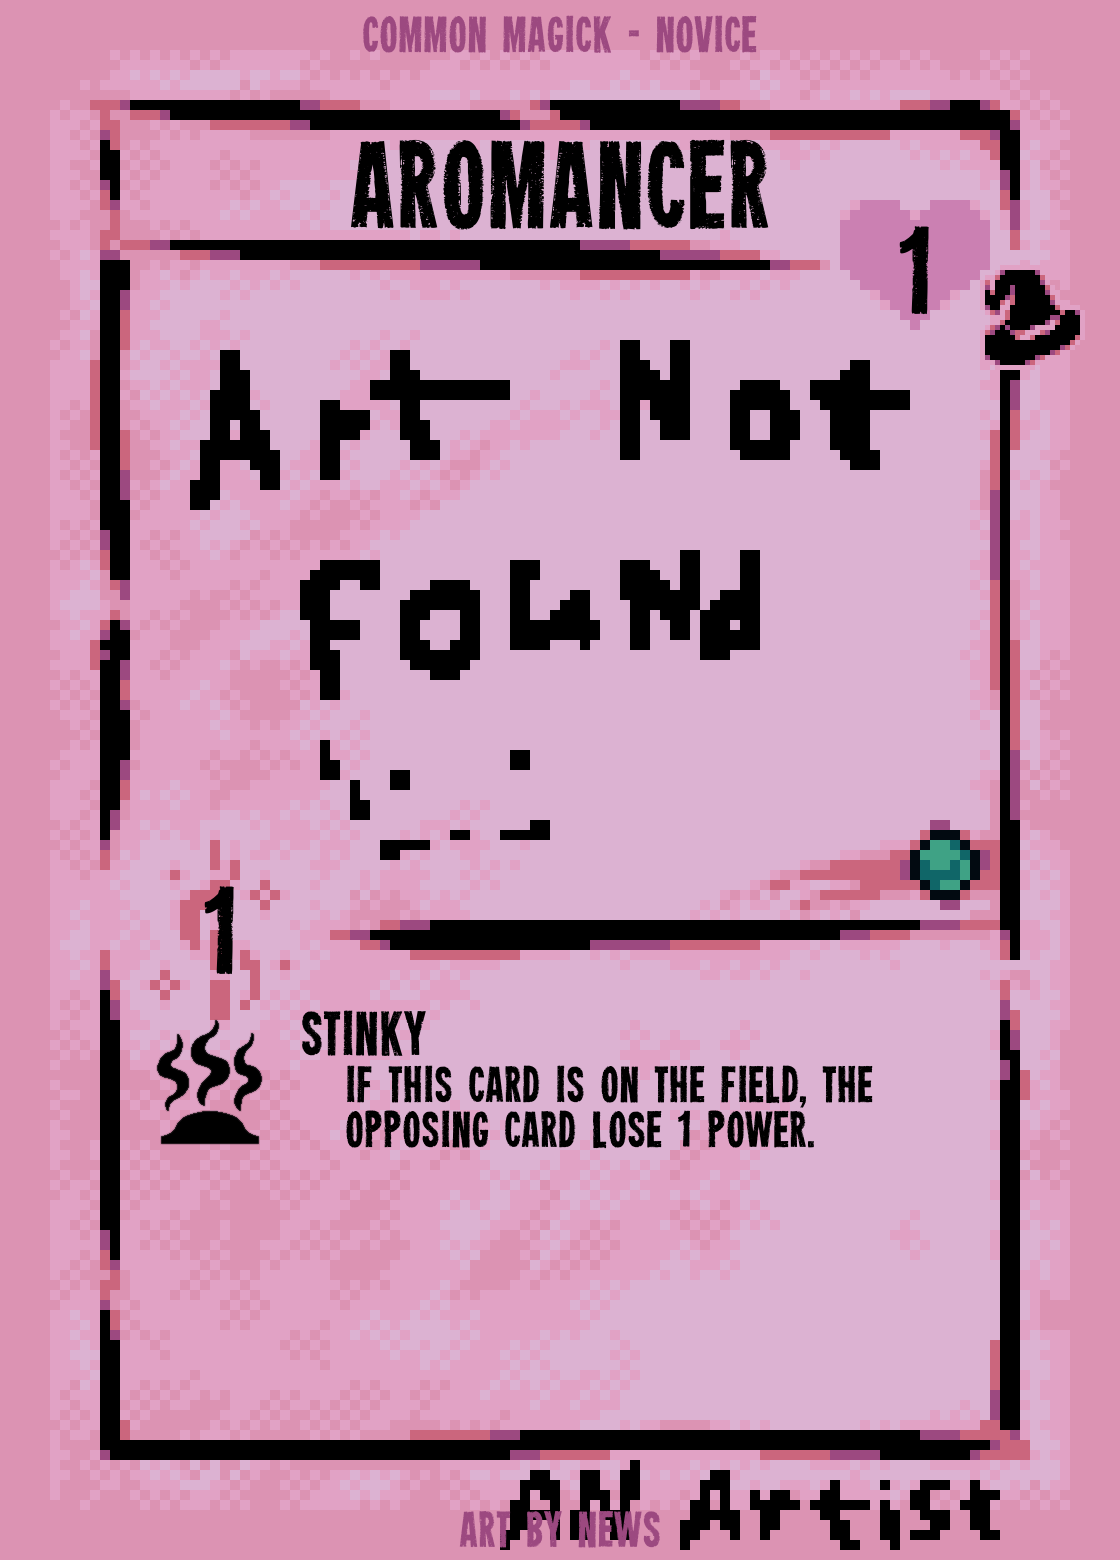 COMMON MAGICK - NOVICE
AROMANCER
1
Art Not
FOuNd
1
STINKY
IF THIS CARD IS ON THE FIELD, THE
OPPOSING CARD LOSE 1 POWER.
AN Artist
ART BY NEWS